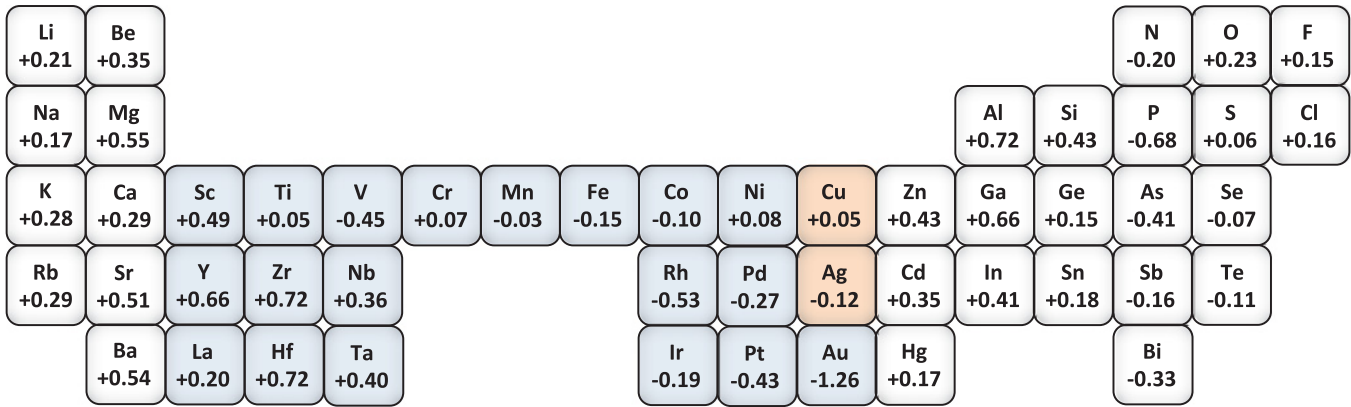 Li Be N O F
+0.21 +0.35 -0.20 +0.23 +0.15
Na Mg Al Si P S Cl
+0.17 +0.55 +0.72 +0.43 -0.68 +0.06 +0.16
K Ca Sc Ti V Cr Mn Fe Co Ni Cu Zn Ga Ge As Se
+0.28 +0.29 +0.49 +0.05 -0.45 +0.07 -0.03 -0.15 -0.10 +0.08 +0.05 +0.43 +0.66 +0.15 -0.41 -0.07
Rb Sr Y Zr Nb Rh Pd Ag Cd In Sn Sb Te
+0.29 +0.51 +0.66 +0.72 +0.36 -0.53 -0.27 -0.12 +0.35 +0.41 +0.18 -0.16 -0.11
Ba La Hf Ta Ir Pt Au Hg Bi
+0.54 +0.20 +0.72 +0.40 -0.19 -0.43 -1.26 +0.17 -0.33